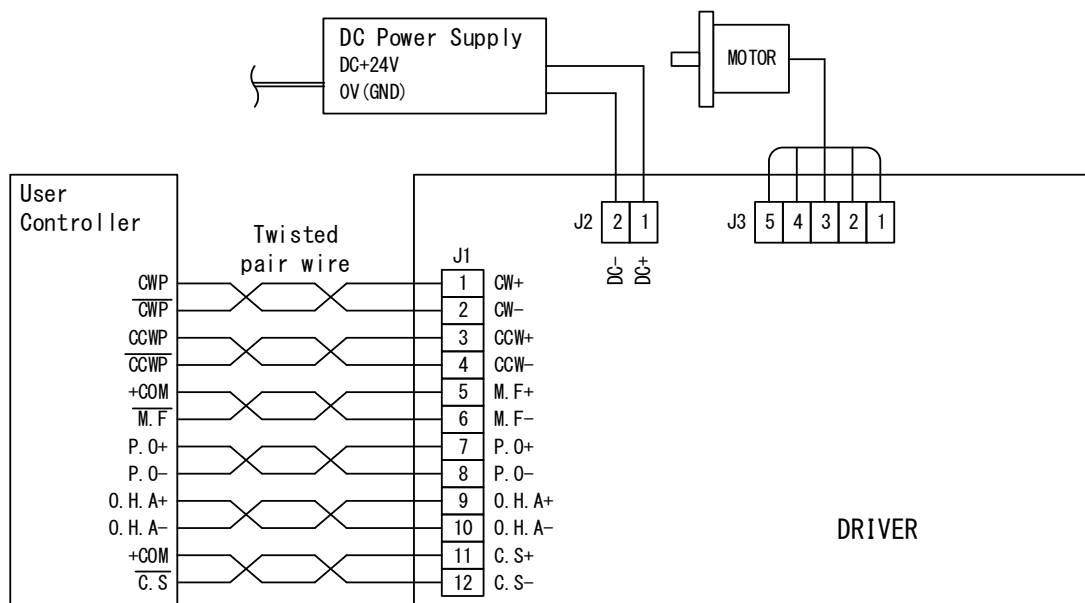 DC Power Supply
DC+24V
0V(GND)
MOTOR
User
Controller
Twisted
pair wire
J2 2 1
DC-
DC+
J3 5 4 3 2 1
J1
CWP 1 CW+
C̅W̅P̅ 2 CW-
CCWP 3 CCW+
C̅C̅W̅P̅ 4 CCW-
+COM 5 M.F+
M̅.̅F̅ 6 M.F-
P.O+ 7 P.O+
P.O- 8 P.O-
O.H.A+ 9 O.H.A+
O.H.A- 10 O.H.A-
+COM 11 C.S+
C̅.̅S̅ 12 C.S-
DRIVER